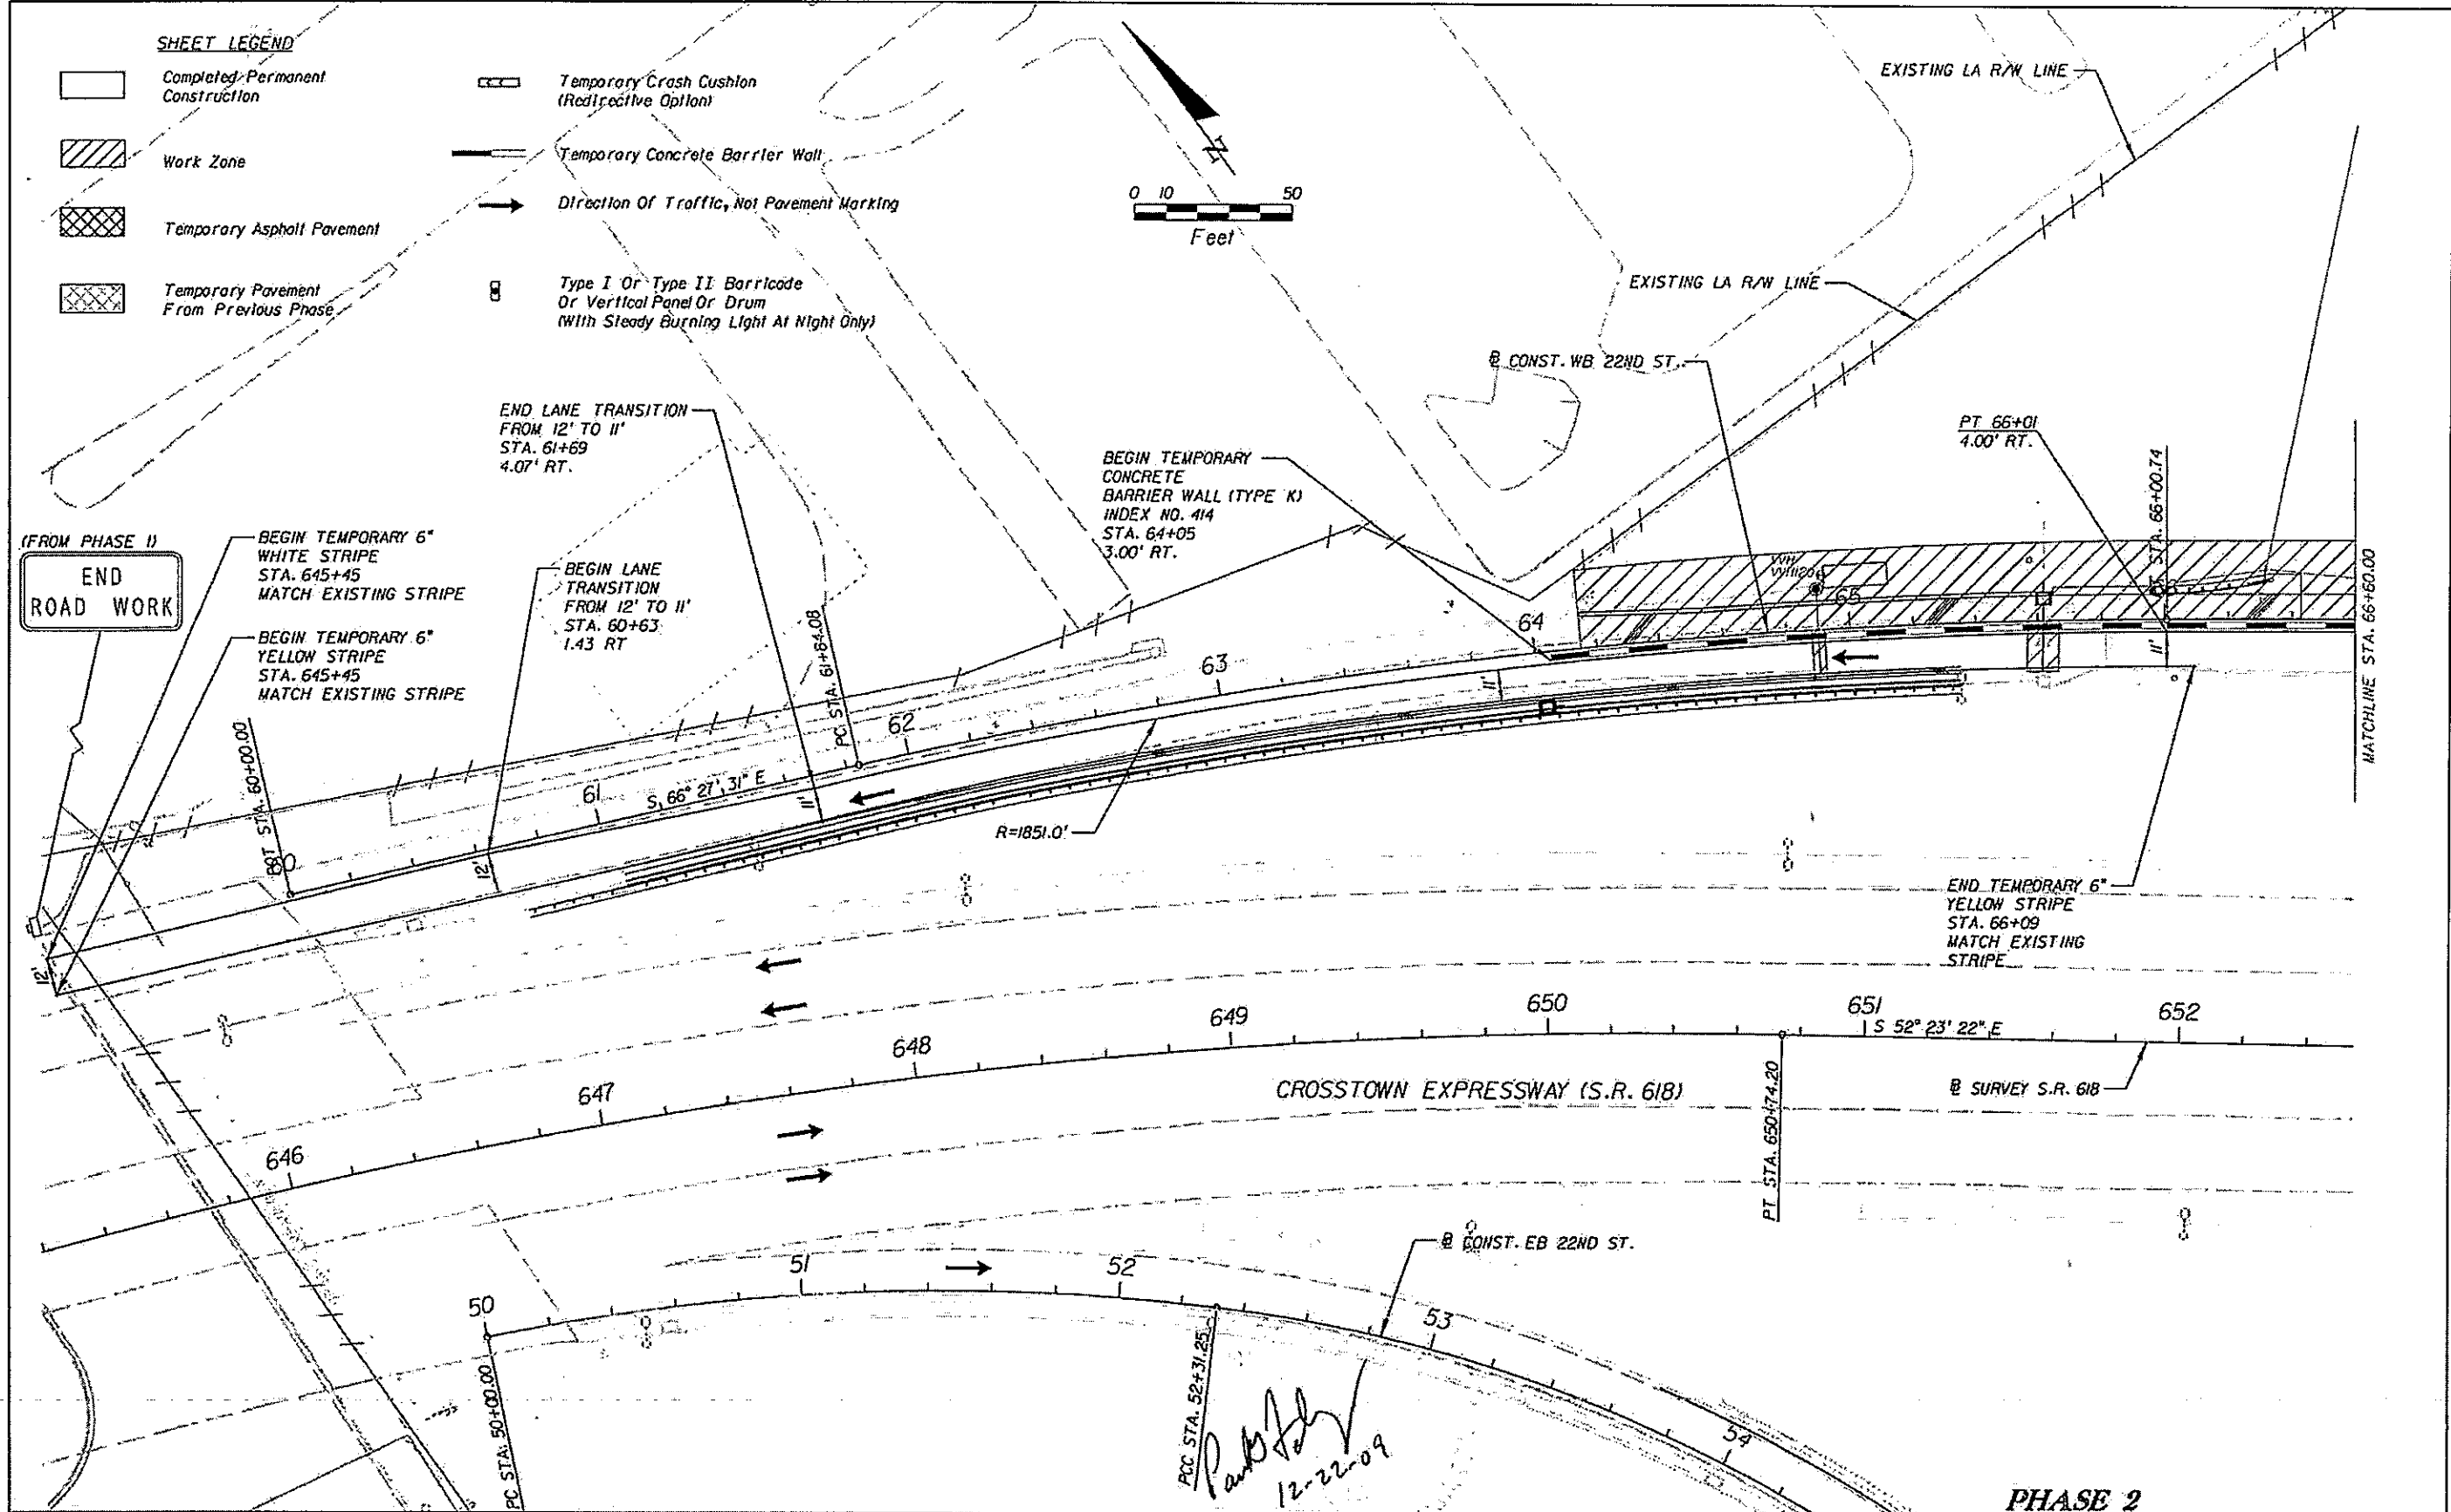 SHEET LEGEND
Completed Permanent
Construction
Work Zone
Temporary Asphalt Pavement
Temporary Pavement
From Previous Phase
Temporary Crash Cushion
(Redirective Option)
Temporary Concrete Barrier Wall
Direction Of Traffic, Not Pavement Marking
Type I Or Type II Barricade
Or Vertical Panel Or Drum
(With Steady Burning Light At Night Only)
N
0 10 50
Feet
EXISTING LA R/W LINE
EXISTING LA R/W LINE
℄ CONST. WB 22ND ST.
PT 66+01
4.00' RT.
END LANE TRANSITION
FROM 12' TO 11'
STA. 61+69
4.07' RT.
BEGIN TEMPORARY
CONCRETE
BARRIER WALL (TYPE K)
INDEX NO. 414
STA. 64+05
3.00' RT.
(FROM PHASE I)
END
ROAD WORK
BEGIN TEMPORARY 6"
WHITE STRIPE
STA. 645+45
MATCH EXISTING STRIPE
BEGIN TEMPORARY 6"
YELLOW STRIPE
STA. 645+45
MATCH EXISTING STRIPE
BEGIN LANE
TRANSITION
FROM 12' TO 11'
STA. 60+63
1.43 RT
PC STA. 61+84.08
STA. 66+00.74
MATCHLINE STA. 66+60.00
STA. 60+00.00
60
61
62
63
64
65
S 66° 27' 31" E
12'
12'
11'
11'
11'
R=1851.0'
END TEMPORARY 6"
YELLOW STRIPE
STA. 66+09
MATCH EXISTING
STRIPE
646
647
648
649
650
651
652
S 52° 23' 22" E
CROSSTOWN EXPRESSWAY (S.R. 618)
PT STA. 650+74.20
℄ SURVEY S.R. 618
℄ CONST. EB 22ND ST.
50
51
52
53
54
PC STA. 50+00.00
PCC STA. 52+31.25
12-22-09
PHASE 2